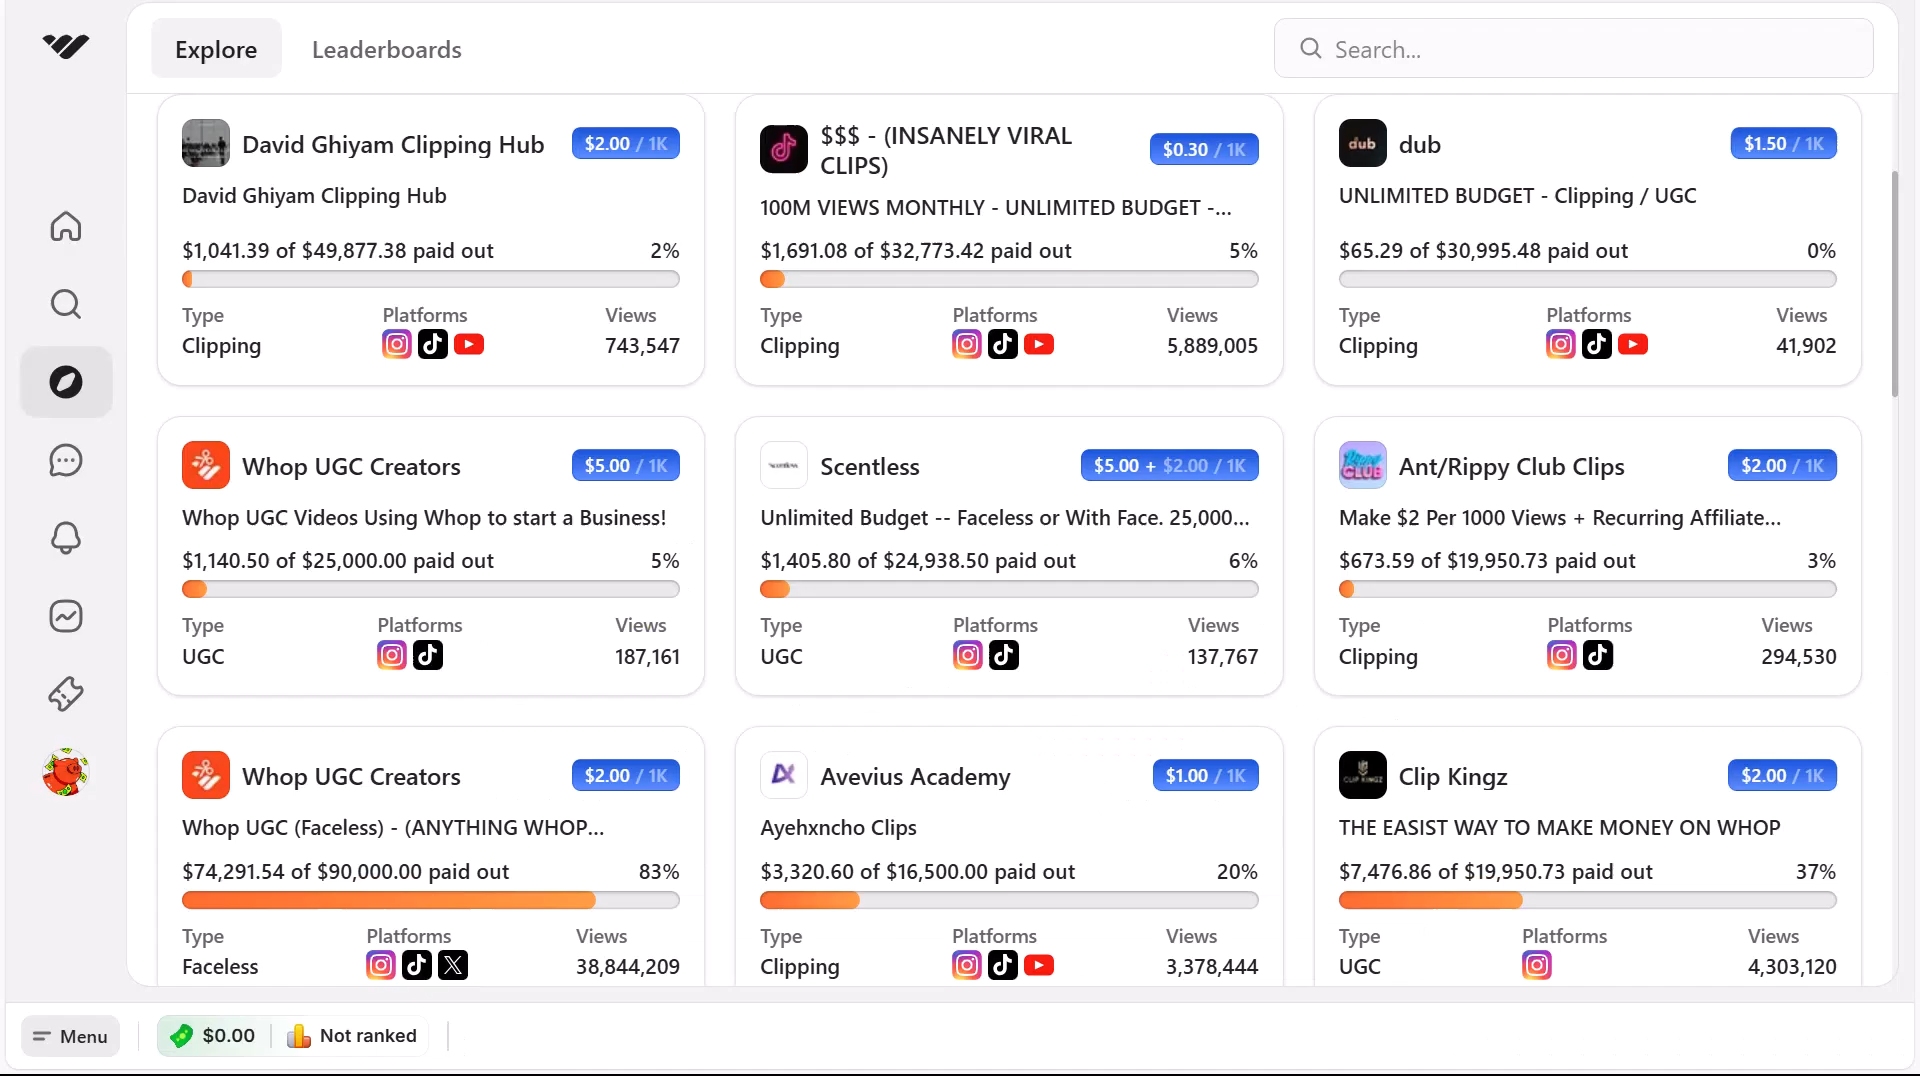 Explore
Leaderboards
Search...
David Ghiyam Clipping Hub
$2.00 / 1K
David Ghiyam Clipping Hub
$1,041.39 of $49,877.38 paid out
2%
Type
Platforms
Views
Clipping
743,547
$$$ - (INSANELY VIRAL
CLIPS)
$0.30 / 1K
100M VIEWS MONTHLY - UNLIMITED BUDGET -...
$1,691.08 of $32,773.42 paid out
5%
Type
Platforms
Views
Clipping
5,889,005
dub
dub
$1.50 / 1K
UNLIMITED BUDGET - Clipping / UGC
$65.29 of $30,995.48 paid out
0%
Type
Platforms
Views
Clipping
41,902
Whop UGC Creators
$5.00 / 1K
Whop UGC Videos Using Whop to start a Business!
$1,140.50 of $25,000.00 paid out
5%
Type
Platforms
Views
UGC
187,161
Scentless
Scentless
$5.00 + $2.00 / 1K
Unlimited Budget -- Faceless or With Face. 25,000...
$1,405.80 of $24,938.50 paid out
6%
Type
Platforms
Views
UGC
137,767
Rippy
CLUB
Ant/Rippy Club Clips
$2.00 / 1K
Make $2 Per 1000 Views + Recurring Affiliate...
$673.59 of $19,950.73 paid out
3%
Type
Platforms
Views
Clipping
294,530
Whop UGC Creators
$2.00 / 1K
Whop UGC (Faceless) - (ANYTHING WHOP...
$74,291.54 of $90,000.00 paid out
83%
Type
Platforms
Views
Faceless
38,844,209
Avevius Academy
$1.00 / 1K
Ayehxncho Clips
$3,320.60 of $16,500.00 paid out
20%
Type
Platforms
Views
Clipping
3,378,444
CLIP KINGZ
Clip Kingz
$2.00 / 1K
THE EASIST WAY TO MAKE MONEY ON WHOP
$7,476.86 of $19,950.73 paid out
37%
Type
Platforms
Views
UGC
4,303,120
Menu
$0.00
Not ranked